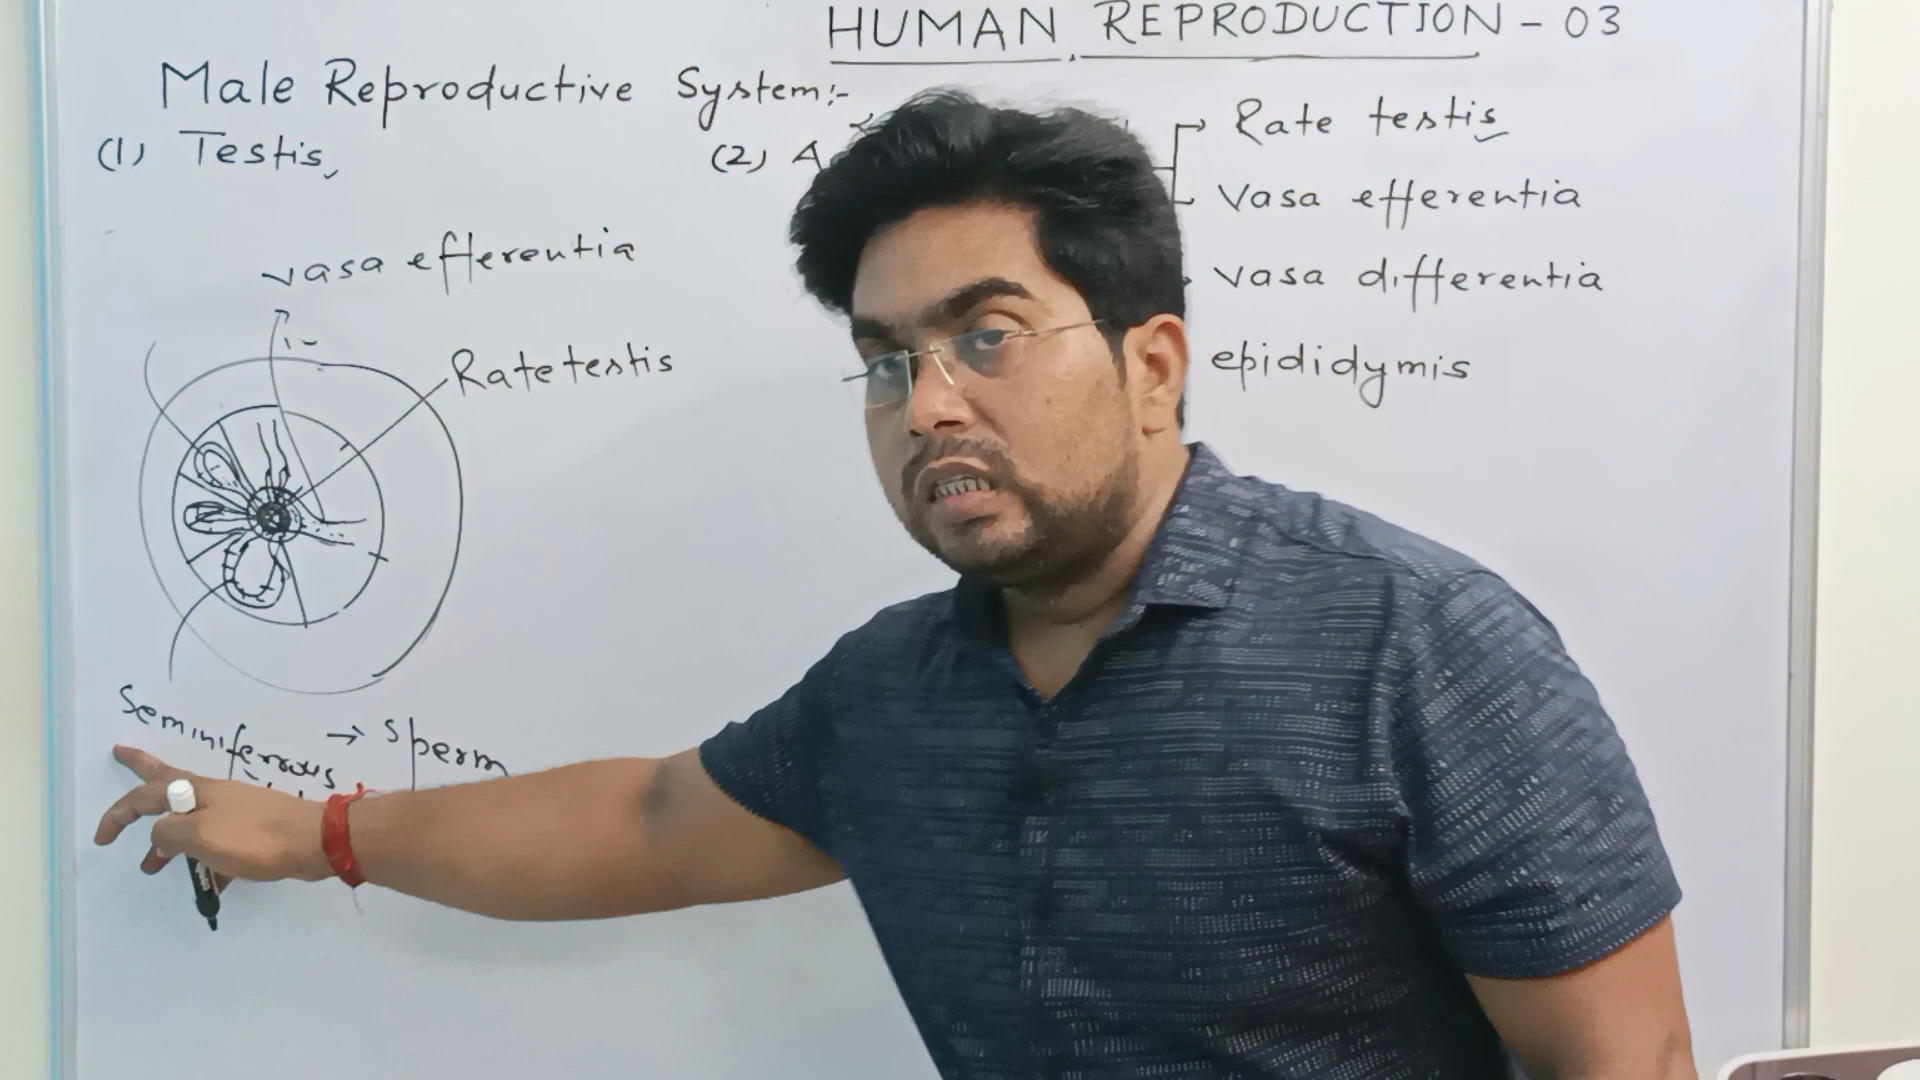 HUMAN REPRODUCTION - 03
Male Reproductive System:-
(1) Testis,
(2) A
Rate testis
Vasa efferentia
Vasa differentia
epididymis
vasa efferentia
Ratetestis
Seminiferrous → sperm